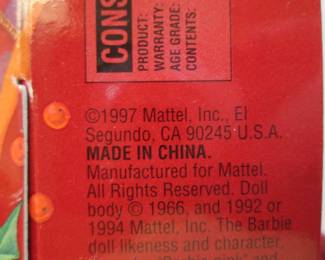 CONS
PRODUCT:
WARRANTY:
AGE GRADE:
CONTENTS:
©1997 Mattel, Inc., El
Segundo, CA 90245 U.S.A.
MADE IN CHINA.
Manufactured for Mattel.
All Rights Reserved. Doll
body © 1966, and 1992 or
1994 Mattel, Inc. The Barbie
doll likeness and character,